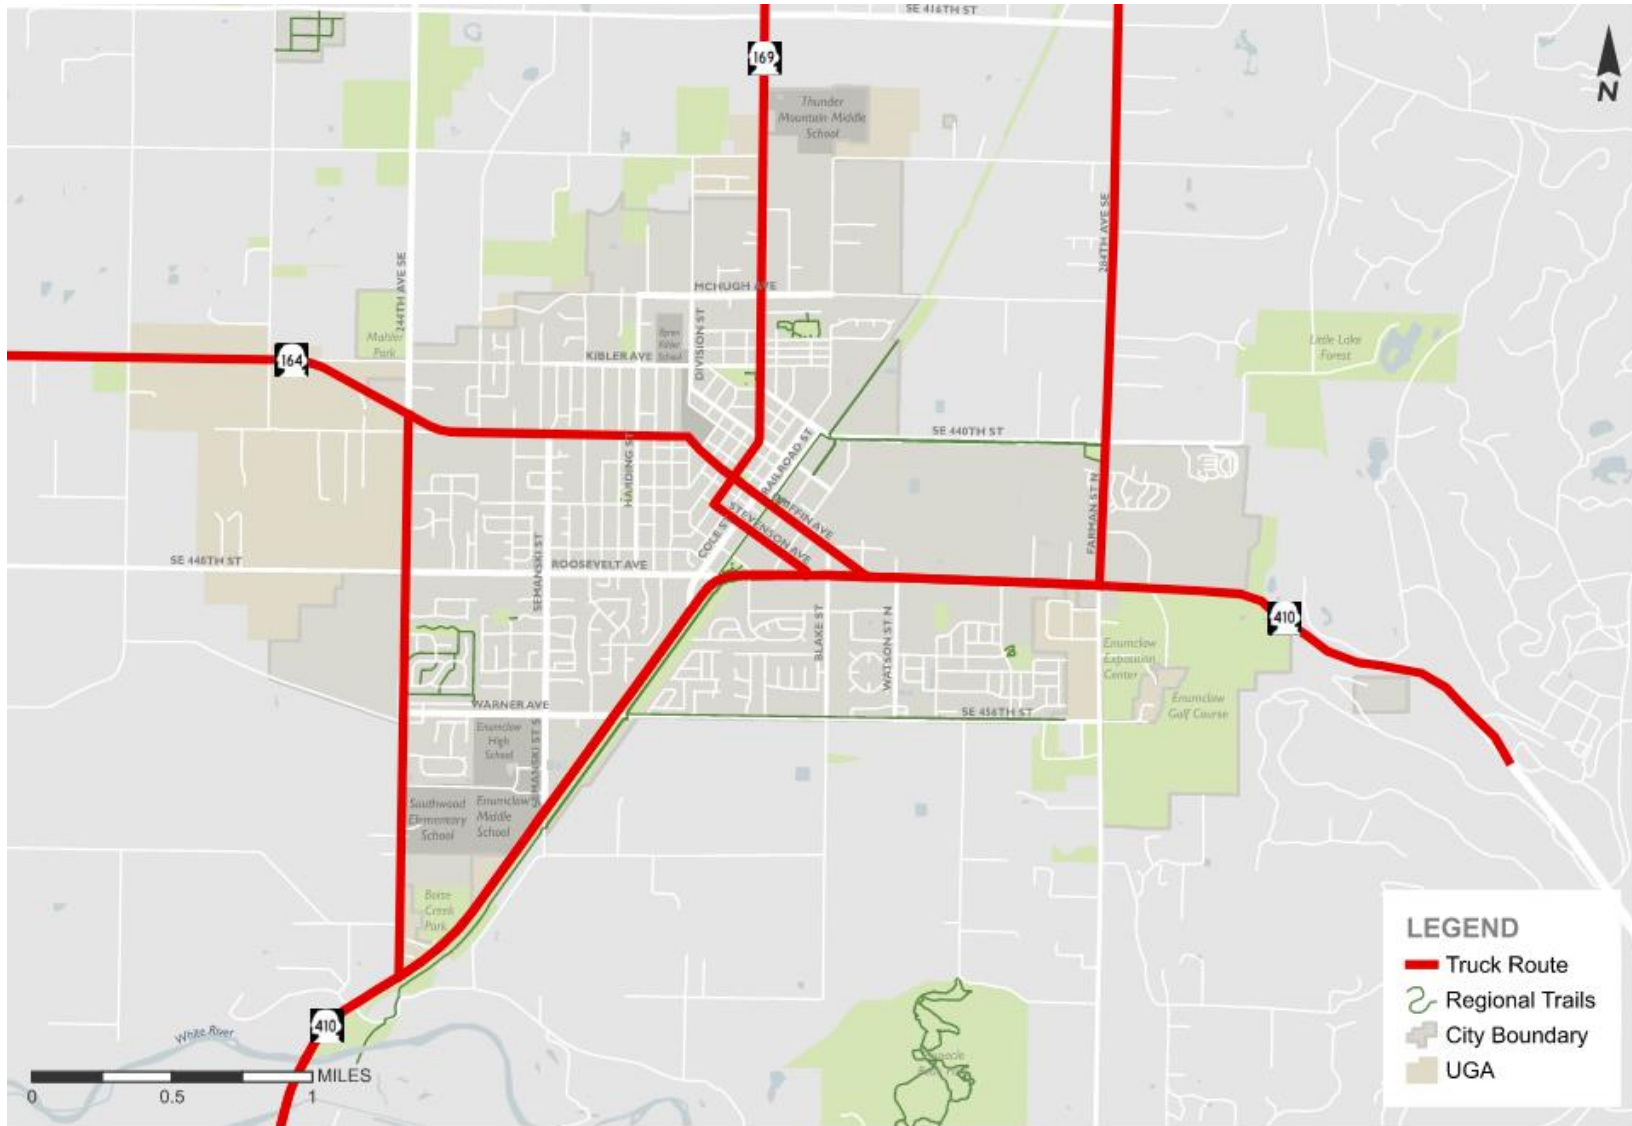 SE 416TH ST
169
N
Thunder
Mountain Middle
School
244TH AVE SE
284TH AVE SE
MCHUGH AVE
Mahler
Park
164
KIBLER AVE
School
DIVISION ST
Little Lake
Forest
HARDING ST
RAILROAD ST
SE 440TH ST
GRIFFIN AVE
STEVENSON AVE
COLE ST
FARMAN ST N
SE 448TH ST
SEMANSKI ST
ROOSEVELT AVE
410
BLAKE ST
WATSON ST N
Enumclaw
Exposition
Center
Enumclaw
Golf Course
WARNER AVE
SE 456TH ST
Enumclaw
High
School
SEMANSKI ST S
Southwood
Elementary
School
Enumclaw
Middle
School
Boise
Creek
Park
410
White River
MILES
0
0.5
1
LEGEND
Truck Route
Regional Trails
City Boundary
UGA